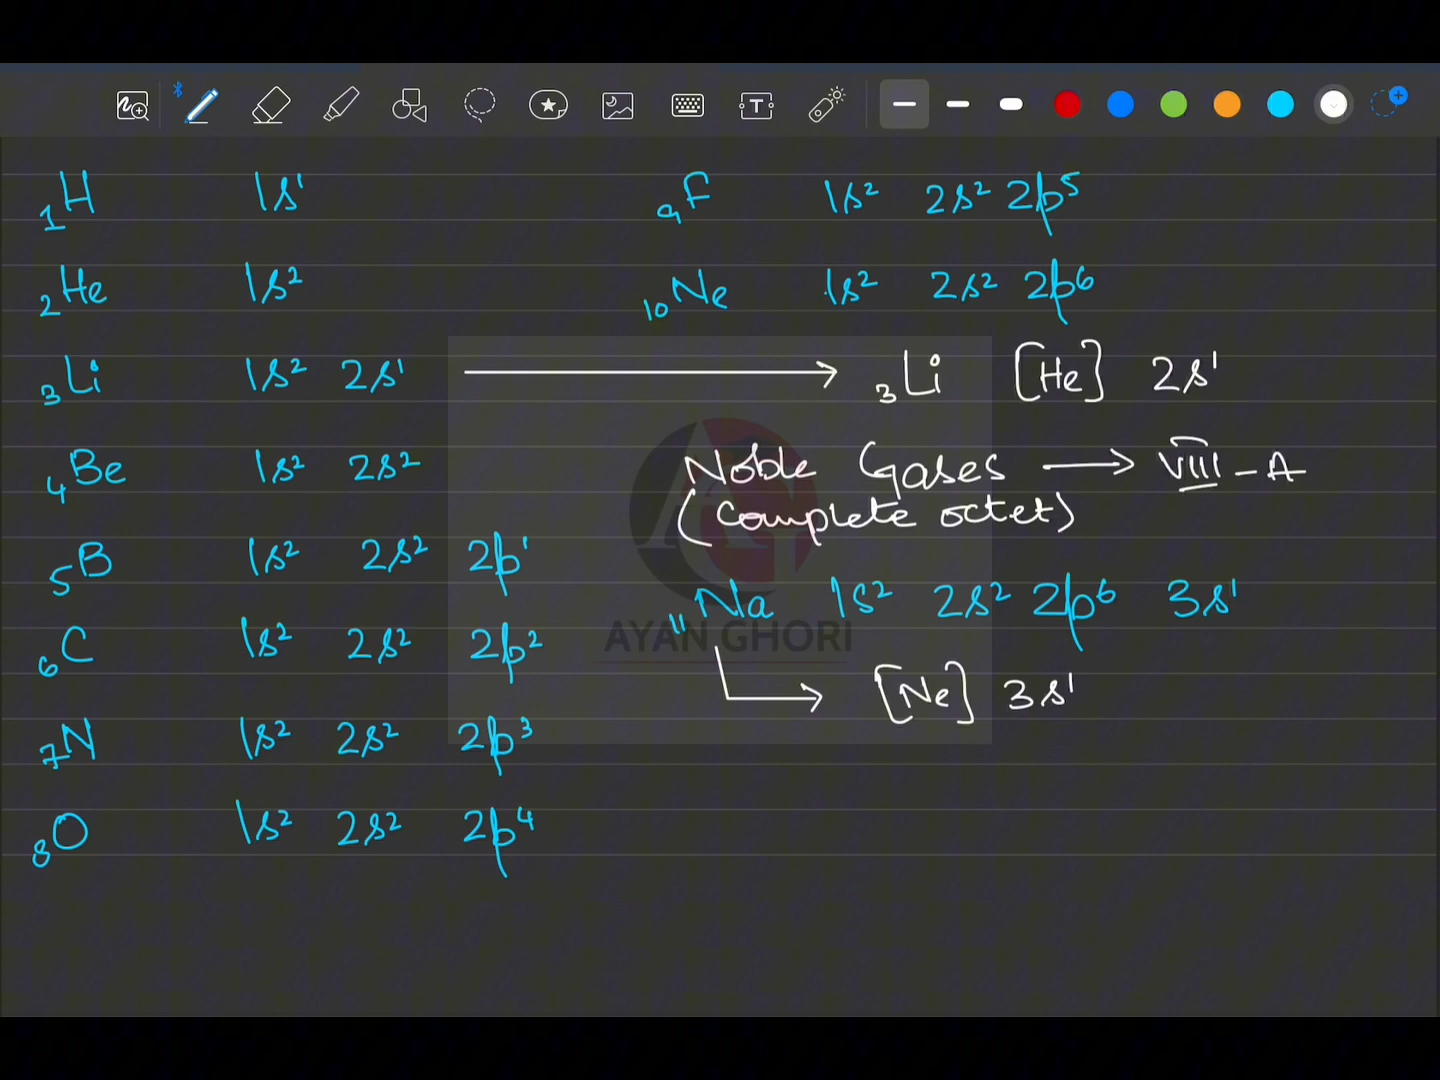 ₁H 1s¹
₂He 1s²
₃Li 1s² 2s¹
₄Be 1s² 2s²
₅B 1s² 2s² 2p¹
₆C 1s² 2s² 2p²
₇N 1s² 2s² 2p³
₈O 1s² 2s² 2p⁴
₉F 1s² 2s² 2p⁵
₁₀Ne 1s² 2s² 2p⁶
₃Li [He] 2s¹
Noble Gases → VIII-A
(Complete octet)
₁₁Na 1s² 2s² 2p⁶ 3s¹
[Ne] 3s¹
AYAN GHORI